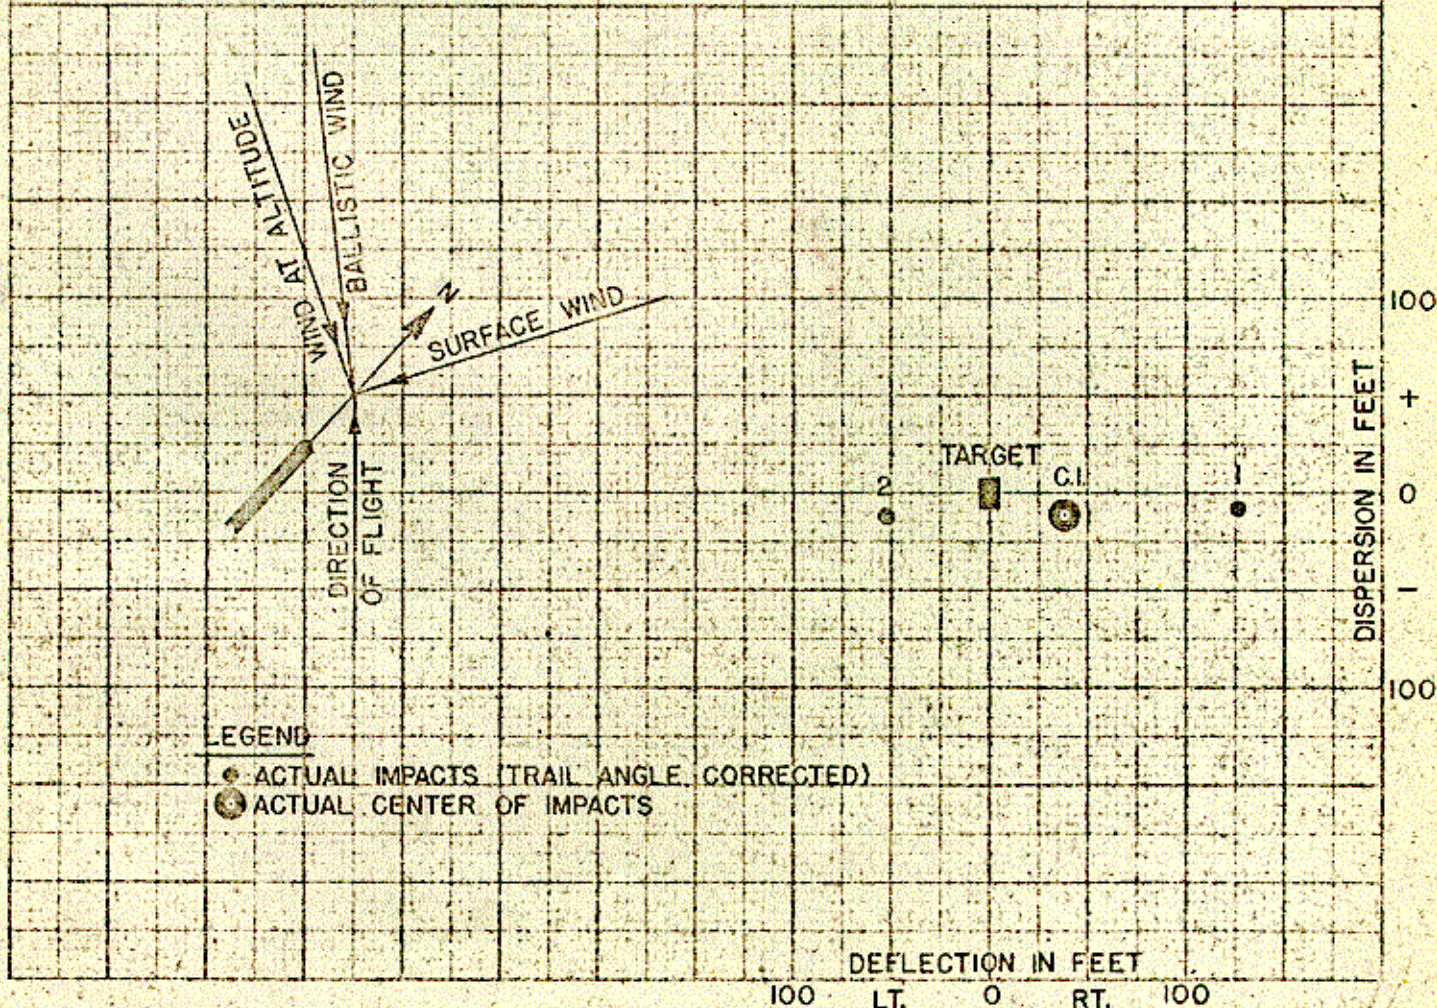 WIND AT ALTITUDE
BALLISTIC WIND
N
SURFACE WIND
DIRECTION
OF FLIGHT
100
+
0
−
100
DISPERSION IN FEET
TARGET
2
C.I.
1
LEGEND
ACTUAL IMPACTS (TRAIL ANGLE CORRECTED)
ACTUAL CENTER OF IMPACTS
DEFLECTION IN FEET
100 LT. 0 RT. 100